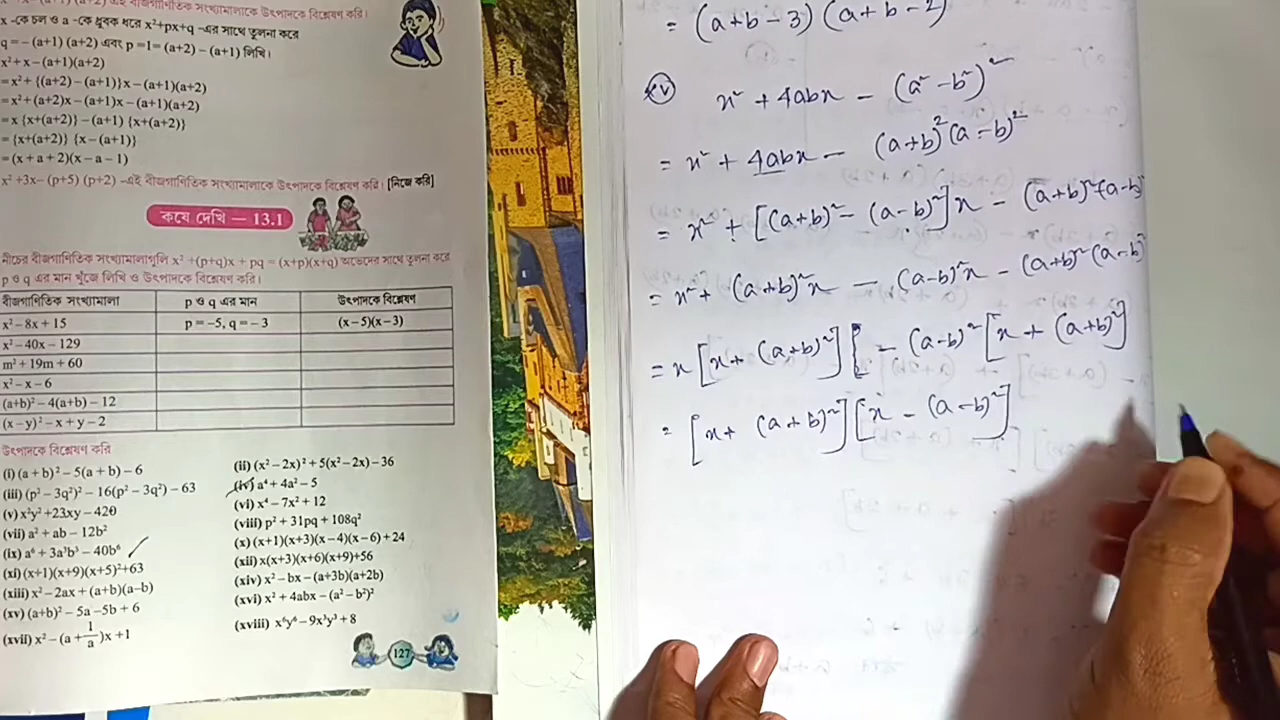 x -কে চল ও a -কে ধ্রুবক ধরে x²+px+q -এর সাথে তুলনা করে
q = – (a+1) (a+2) এবং p =1= (a+2) – (a+1) লিখি।
x² + x – (a+1)(a+2)
= x² + {(a+2) – (a+1)}x – (a+1)(a+2)
= x² + (a+2)x – (a+1)x – (a+1)(a+2)
= x {x+(a+2)} – (a+1) {x+(a+2)}
= {x+(a+2)} {x – (a+1)}
= (x + a + 2)(x – a – 1)
x² +3x– (p+5) (p+2) -এই বীজগাণিতিক সংখ্যামালাকে উৎপাদকে বিশ্লেষণ করি। [নিজে করি]
কষে দেখি — 13.1
নীচের বীজগাণিতিক সংখ্যামালাগুলি x² +(p+q)x + pq = (x+p)(x+q) অভেদের সাথে তুলনা করে
p ও q এর মান খুঁজে লিখি ও উৎপাদকে বিশ্লেষণ করি।
বীজগাণিতিক সংখ্যামালা p ও q এর মান উৎপাদকে বিশ্লেষণ
x² – 8x + 15 p = –5, q = – 3 (x–5)(x–3)
x² – 40x – 129
m² + 19m + 60
x² – x – 6
(a+b)² – 4(a+b) – 12
(x – y)² – x + y – 2
উৎপাদকে বিশ্লেষণ করি
(i) (a + b)² – 5(a + b) – 6 (ii) (x² – 2x)² + 5(x² – 2x) – 36
(iii) (p² – 3q²)² – 16(p² – 3q²) – 63 (iv) a⁴ + 4a² – 5
(v) x²y² +23xy – 420 (vi) x⁴ – 7x² + 12
(vii) a² + ab – 12b² (viii) p² + 31pq + 108q²
(ix) a⁶ + 3a³b³ – 40b⁶ (x) (x+1)(x+3)(x–4)(x–6)+24
(xi) (x+1)(x+9)(x+5)²+63 (xii) x(x+3)(x+6)(x+9)+56
(xiii) x² – 2ax + (a+b)(a–b) (xiv) x² – bx – (a+3b)(a+2b)
(xv) (a+b)² – 5a –5b + 6 (xvi) x² + 4abx – (a² – b²)²
(xvii) x² – (a + 1/a)x + 1 (xviii) x⁶y⁶ – 9x³y³ + 8
127
= (a+b – 3) (a+b – 2)
x² + 4abx – (a² – b²)²
= x² + 4abx – (a+b)² (a – b)²
= x² + [(a+b)² – (a–b)²] x – (a+b)² (a–b)²
= x² + (a+b)²x – (a–b)²x – (a+b)² (a–b)²
= x [x + (a+b)²] – (a–b)² [x + (a+b)²]
= [x + (a+b)²] [x – (a–b)²]